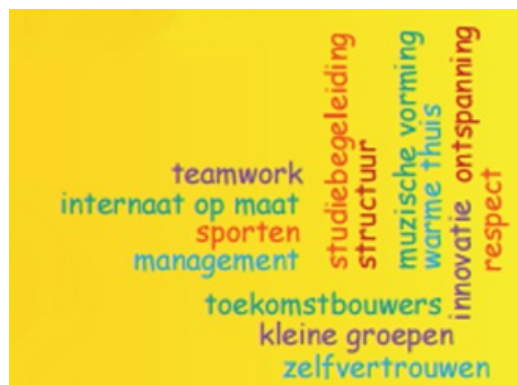 teamwork
internaat op maat
sporten
management
studiebegeleiding
structuur
muzische vorming
warme thuis
innovatie
ontspanning
respect
toekomstbouwers
kleine groepen
zelfvertrouwen